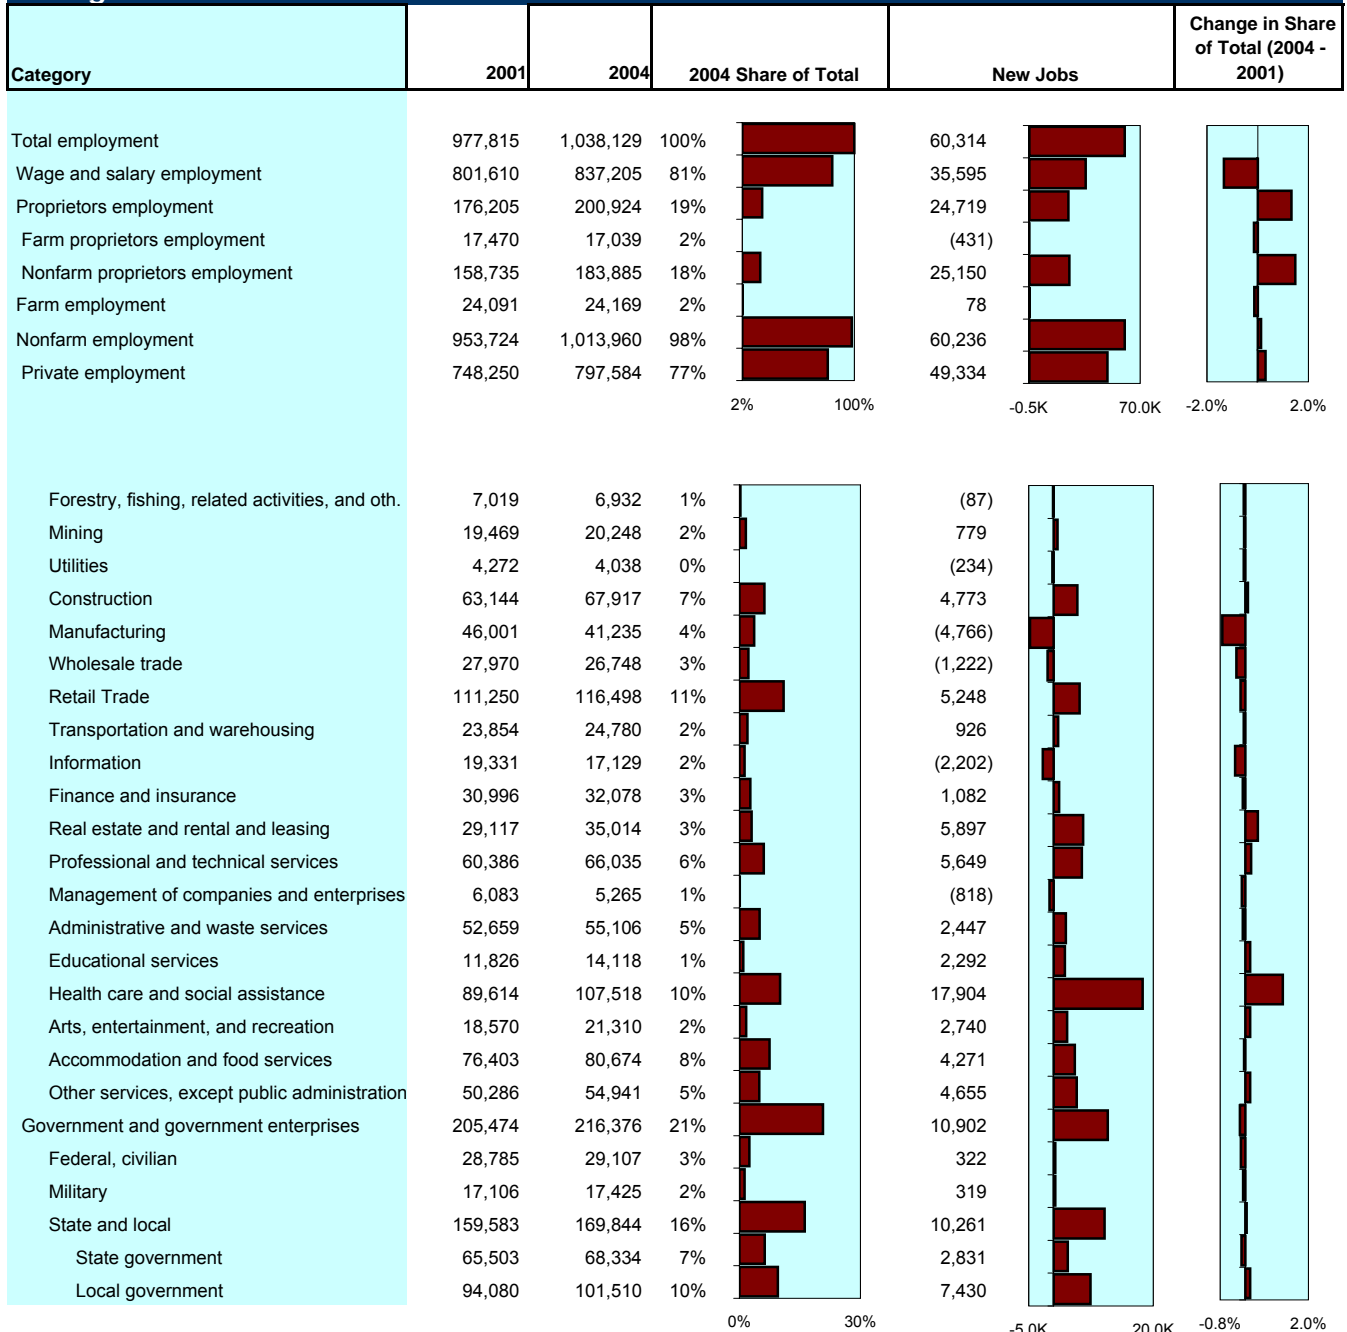 Category 2001 2004 2004 Share of Total New Jobs Change in Share of Total (2004 - 2001)
Total employment 977,815 1,038,129 100% 60,314
Wage and salary employment 801,610 837,205 81% 35,595
Proprietors employment 176,205 200,924 19% 24,719
Farm proprietors employment 17,470 17,039 2% (431)
Nonfarm proprietors employment 158,735 183,885 18% 25,150
Farm employment 24,091 24,169 2% 78
Nonfarm employment 953,724 1,013,960 98% 60,236
Private employment 748,250 797,584 77% 49,334
2% 100% -0.5K 70.0K -2.0% 2.0%
Forestry, fishing, related activities, and oth. 7,019 6,932 1% (87)
Mining 19,469 20,248 2% 779
Utilities 4,272 4,038 0% (234)
Construction 63,144 67,917 7% 4,773
Manufacturing 46,001 41,235 4% (4,766)
Wholesale trade 27,970 26,748 3% (1,222)
Retail Trade 111,250 116,498 11% 5,248
Transportation and warehousing 23,854 24,780 2% 926
Information 19,331 17,129 2% (2,202)
Finance and insurance 30,996 32,078 3% 1,082
Real estate and rental and leasing 29,117 35,014 3% 5,897
Professional and technical services 60,386 66,035 6% 5,649
Management of companies and enterprises 6,083 5,265 1% (818)
Administrative and waste services 52,659 55,106 5% 2,447
Educational services 11,826 14,118 1% 2,292
Health care and social assistance 89,614 107,518 10% 17,904
Arts, entertainment, and recreation 18,570 21,310 2% 2,740
Accommodation and food services 76,403 80,674 8% 4,271
Other services, except public administration 50,286 54,941 5% 4,655
Government and government enterprises 205,474 216,376 21% 10,902
Federal, civilian 28,785 29,107 3% 322
Military 17,106 17,425 2% 319
State and local 159,583 169,844 16% 10,261
State government 65,503 68,334 7% 2,831
Local government 94,080 101,510 10% 7,430
0% 30% -5.0K 20.0K -0.8% 2.0%